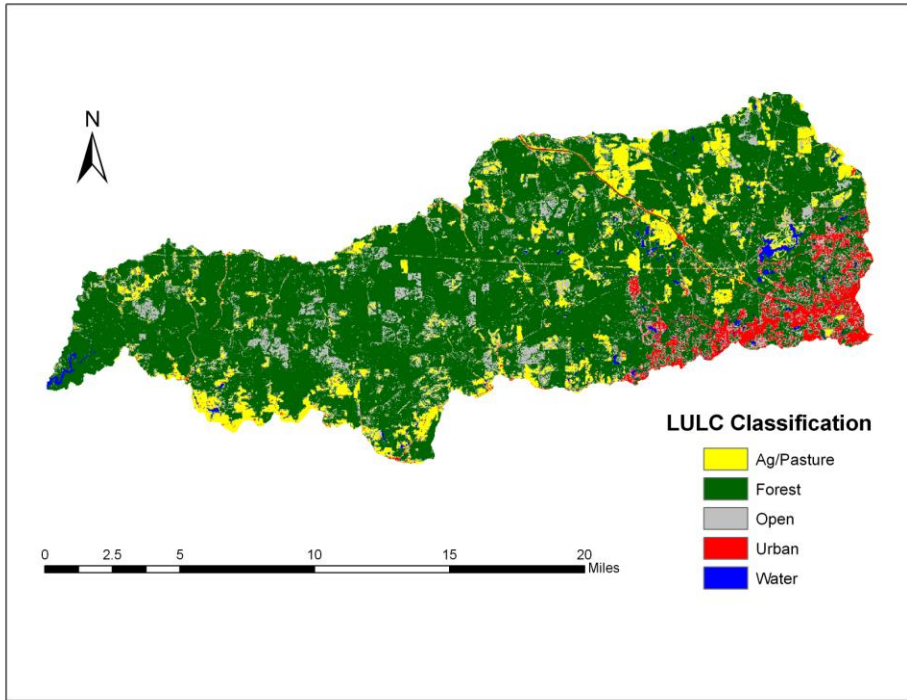 N
LULC Classification
Ag/Pasture
Forest
Open
Urban
Water
0 2.5 5 10 15 20
Miles